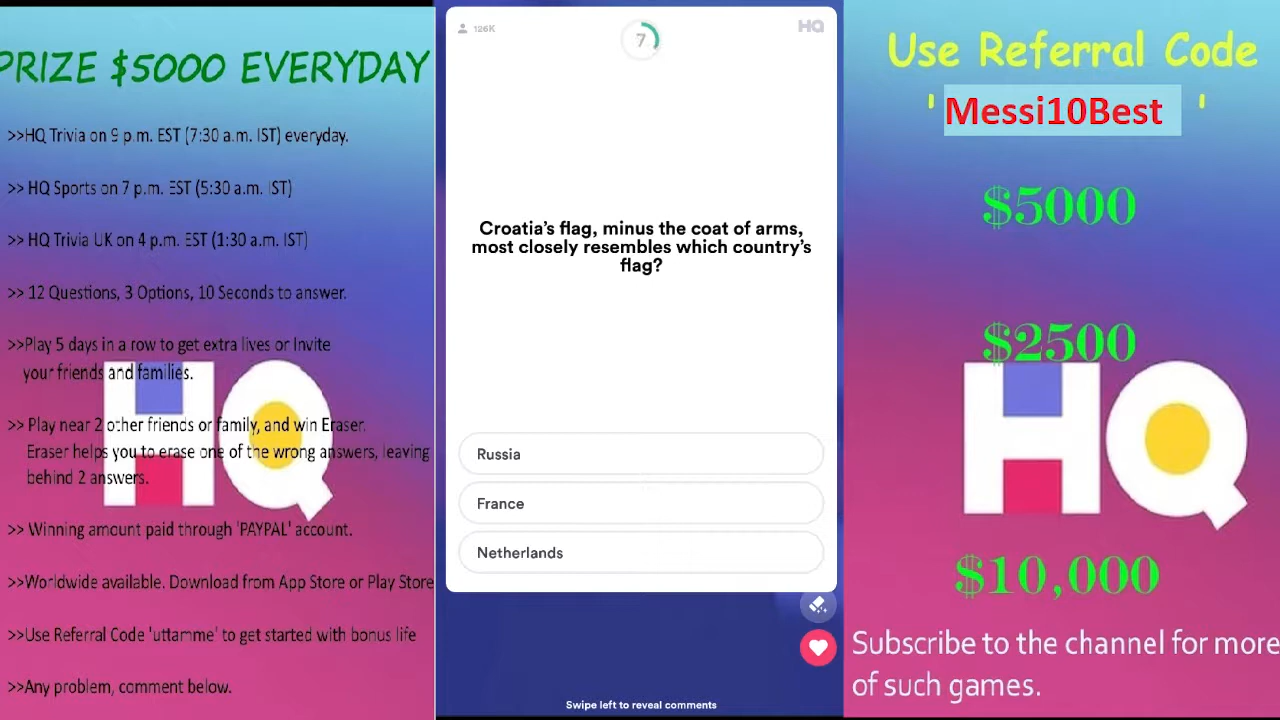 PRIZE $5000 EVERYDAY
>>HQ Trivia on 9 p.m. EST (7:30 a.m. IST) everyday.
>> HQ Sports on 7 p.m. EST (5:30 a.m. IST)
>> HQ Trivia UK on 4 p.m. EST (1:30 a.m. IST)
>> 12 Questions, 3 Options, 10 Seconds to answer.
>>Play 5 days in a row to get extra lives or Invite
your friends and families.
>> Play near 2 other friends or family, and win Eraser.
Eraser helps you to erase one of the wrong answers, leaving
behind 2 answers.
>> Winning amount paid through 'PAYPAL' account.
>>Worldwide available. Download from App Store or Play Store
>>Use Referral Code 'uttamme' to get started with bonus life
>>Any problem, comment below.
HQ
126K
7
HQ
Croatia's flag, minus the coat of arms,
most closely resembles which country's
flag?
Russia
France
Netherlands
Swipe left to reveal comments
Use Referral Code
' Messi10Best '
$5000
$2500
HQ
$10,000
Subscribe to the channel for more
of such games.